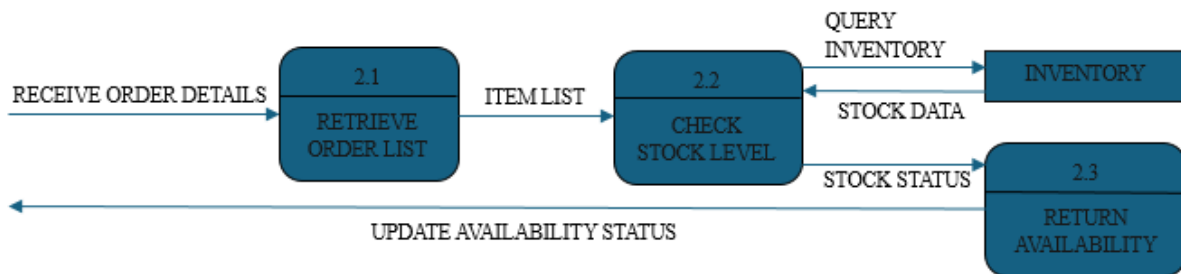 RECEIVE ORDER DETAILS
2.1
RETRIEVE
ORDER LIST
ITEM LIST
2.2
CHECK
STOCK LEVEL
QUERY
INVENTORY
INVENTORY
STOCK DATA
STOCK STATUS
2.3
RETURN
AVAILABILITY
UPDATE AVAILABILITY STATUS